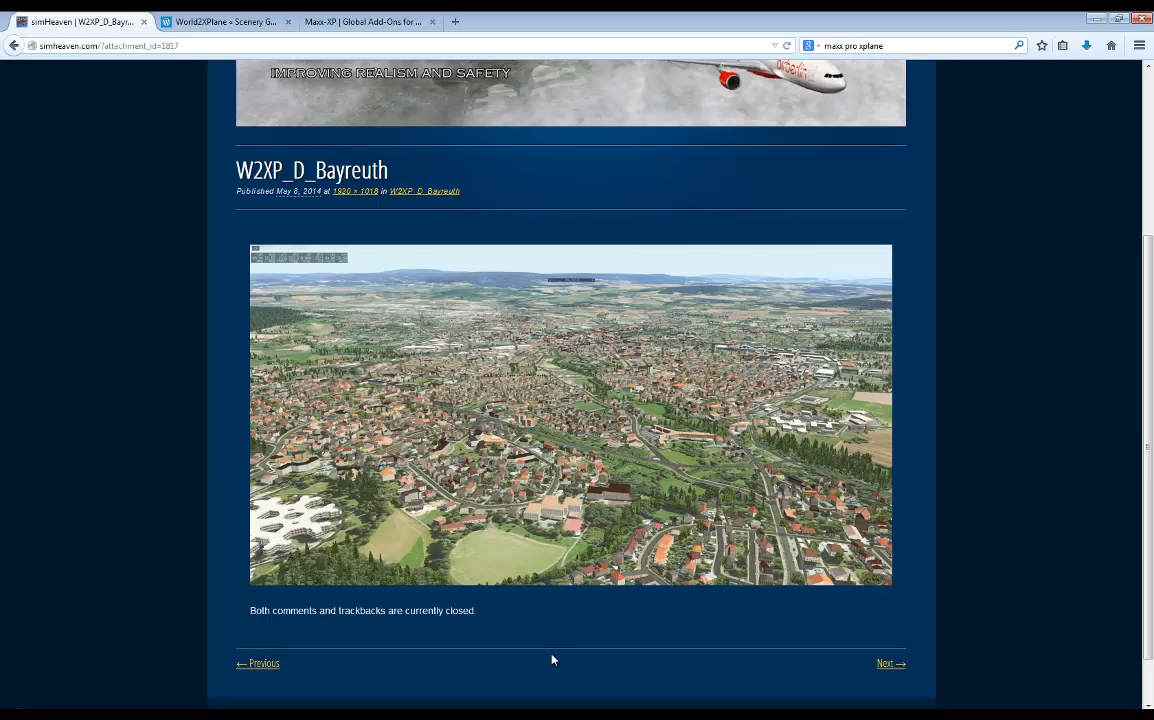 simHeaven | W2XP_D_Bayr...
World2XPlane « Scenery G...
Maxx-XP | Global Add-Ons for ...
simheaven.com/?attachment_id=1817
maxx pro xplane
IMPROVING REALISM AND SAFETY
airberlin
W2XP_D_Bayreuth
Published May 8, 2014 at 1920 × 1018 in W2XP_D_Bayreuth
Both comments and trackbacks are currently closed.
← Previous
Next →